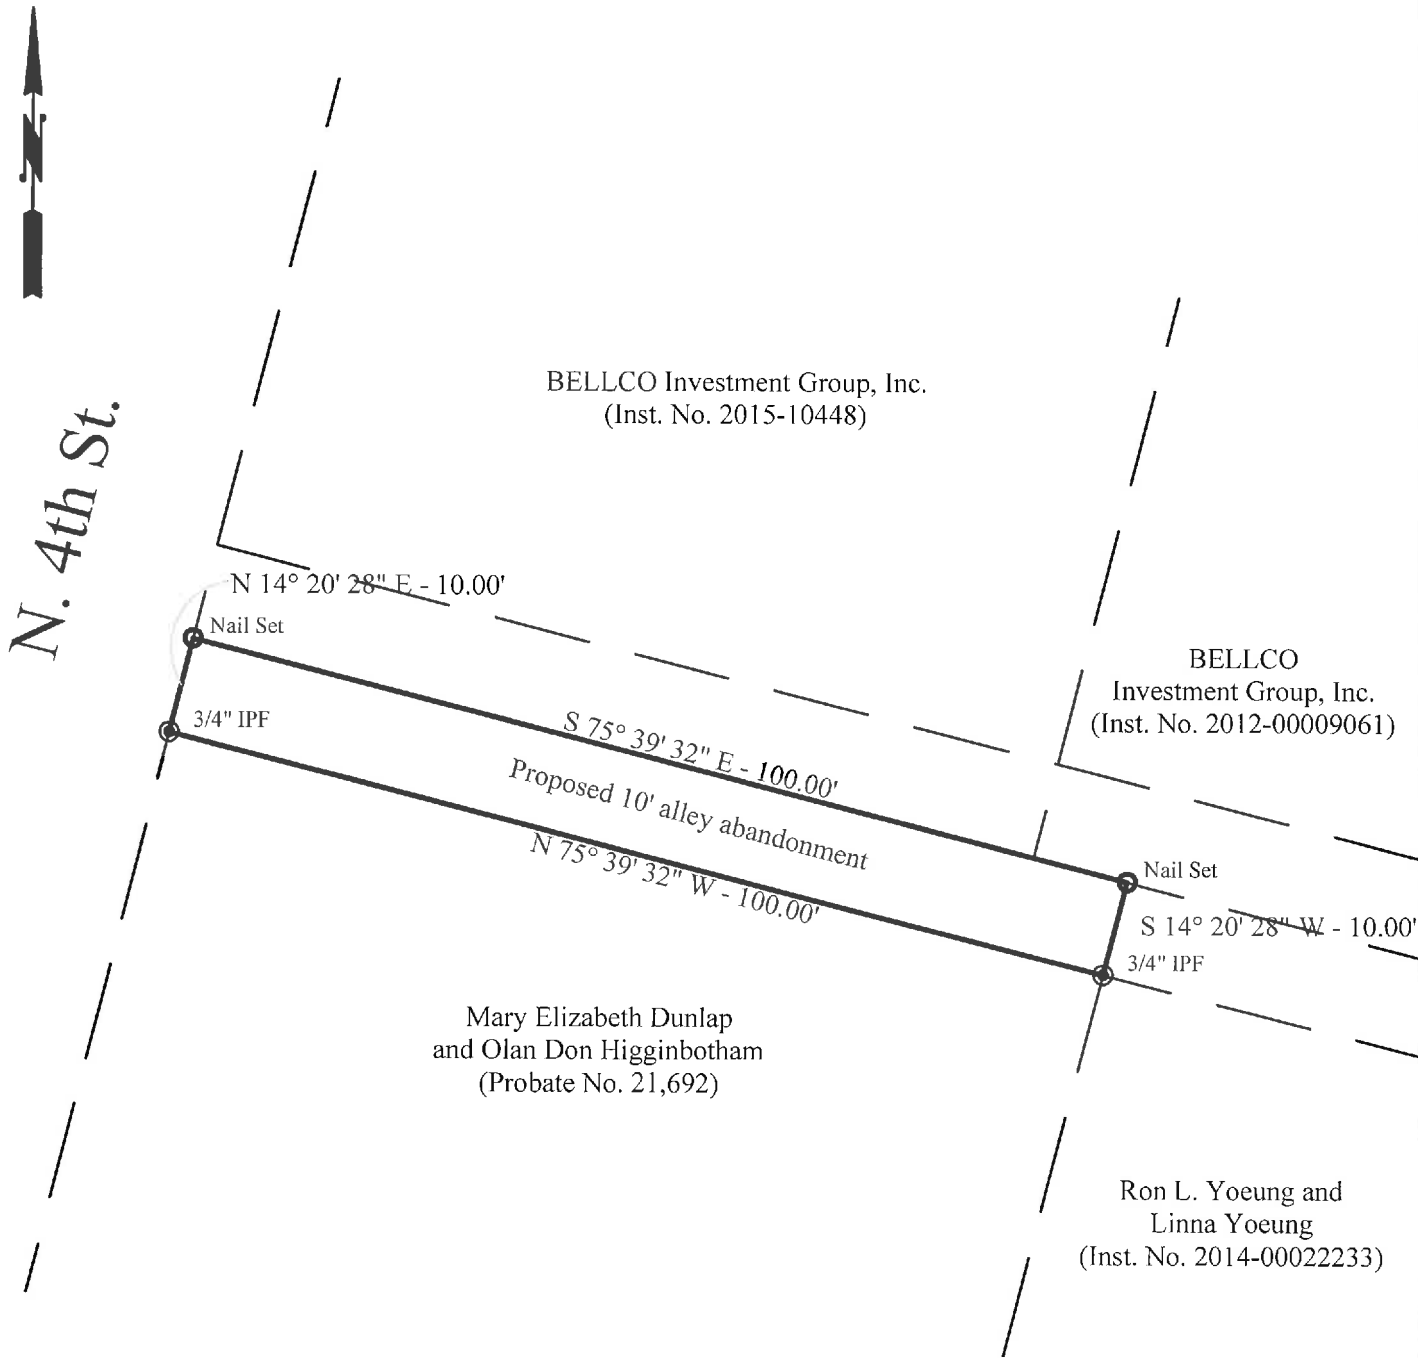 N
N. 4th St.
BELLCO Investment Group, Inc.
(Inst. No. 2015-10448)
N 14° 20' 28" E - 10.00'
Nail Set
3/4" IPF
BELLCO
Investment Group, Inc.
(Inst. No. 2012-00009061)
S 75° 39' 32" E - 100.00'
Proposed 10' alley abandonment
N 75° 39' 32" W - 100.00'
Nail Set
S 14° 20' 28" W - 10.00'
3/4" IPF
Mary Elizabeth Dunlap
and Olan Don Higginbotham
(Probate No. 21,692)
Ron L. Yoeung and
Linna Yoeung
(Inst. No. 2014-00022233)